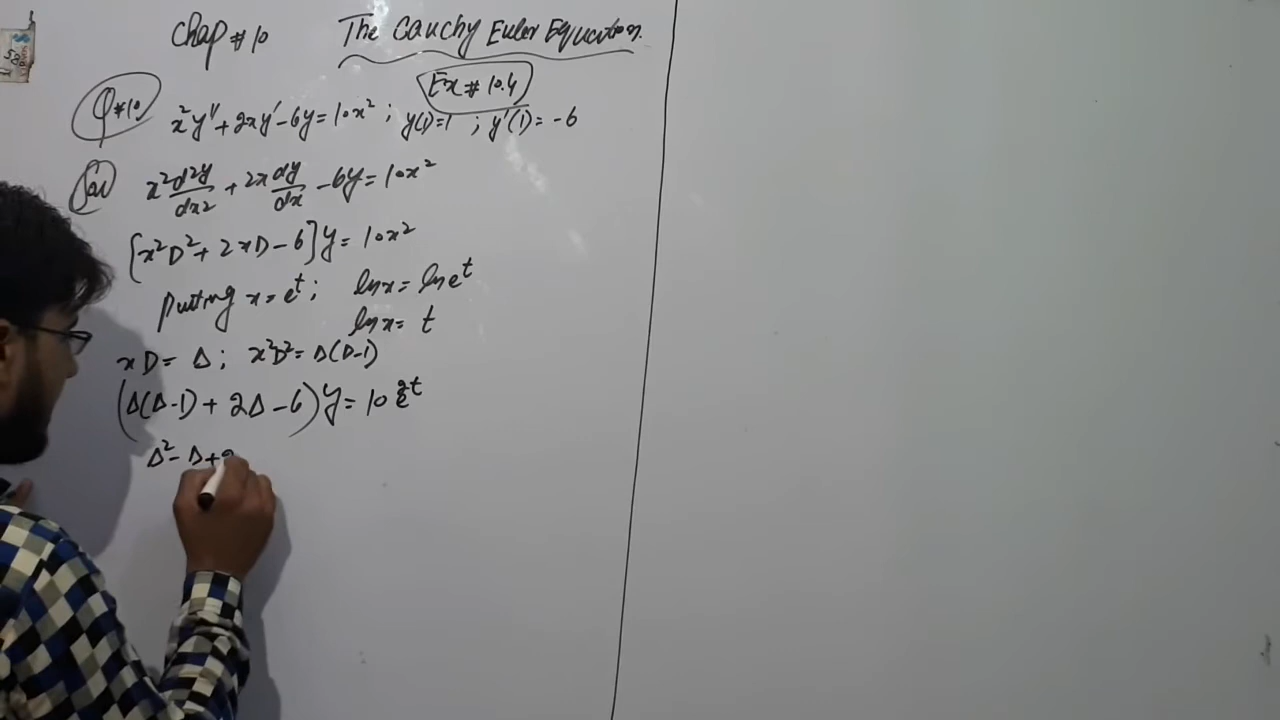 Chap # 10 The Cauchy Euler Equation.
Ex # 10.4
Q#10 x²y'' + 2xy' - 6y = 10x² ; y(1)=1 ; y'(1) = -6
Sol x² d²y/dx² + 2x dy/dx - 6y = 10x²
[x²D² + 2xD - 6]y = 10x²
Putting x = e^t ; ln x = ln e^t
ln x = t
xD = Δ ; x²D² = Δ(Δ-1)
(Δ(Δ-1) + 2Δ - 6)y = 10 e^2t
Δ² - Δ + 2